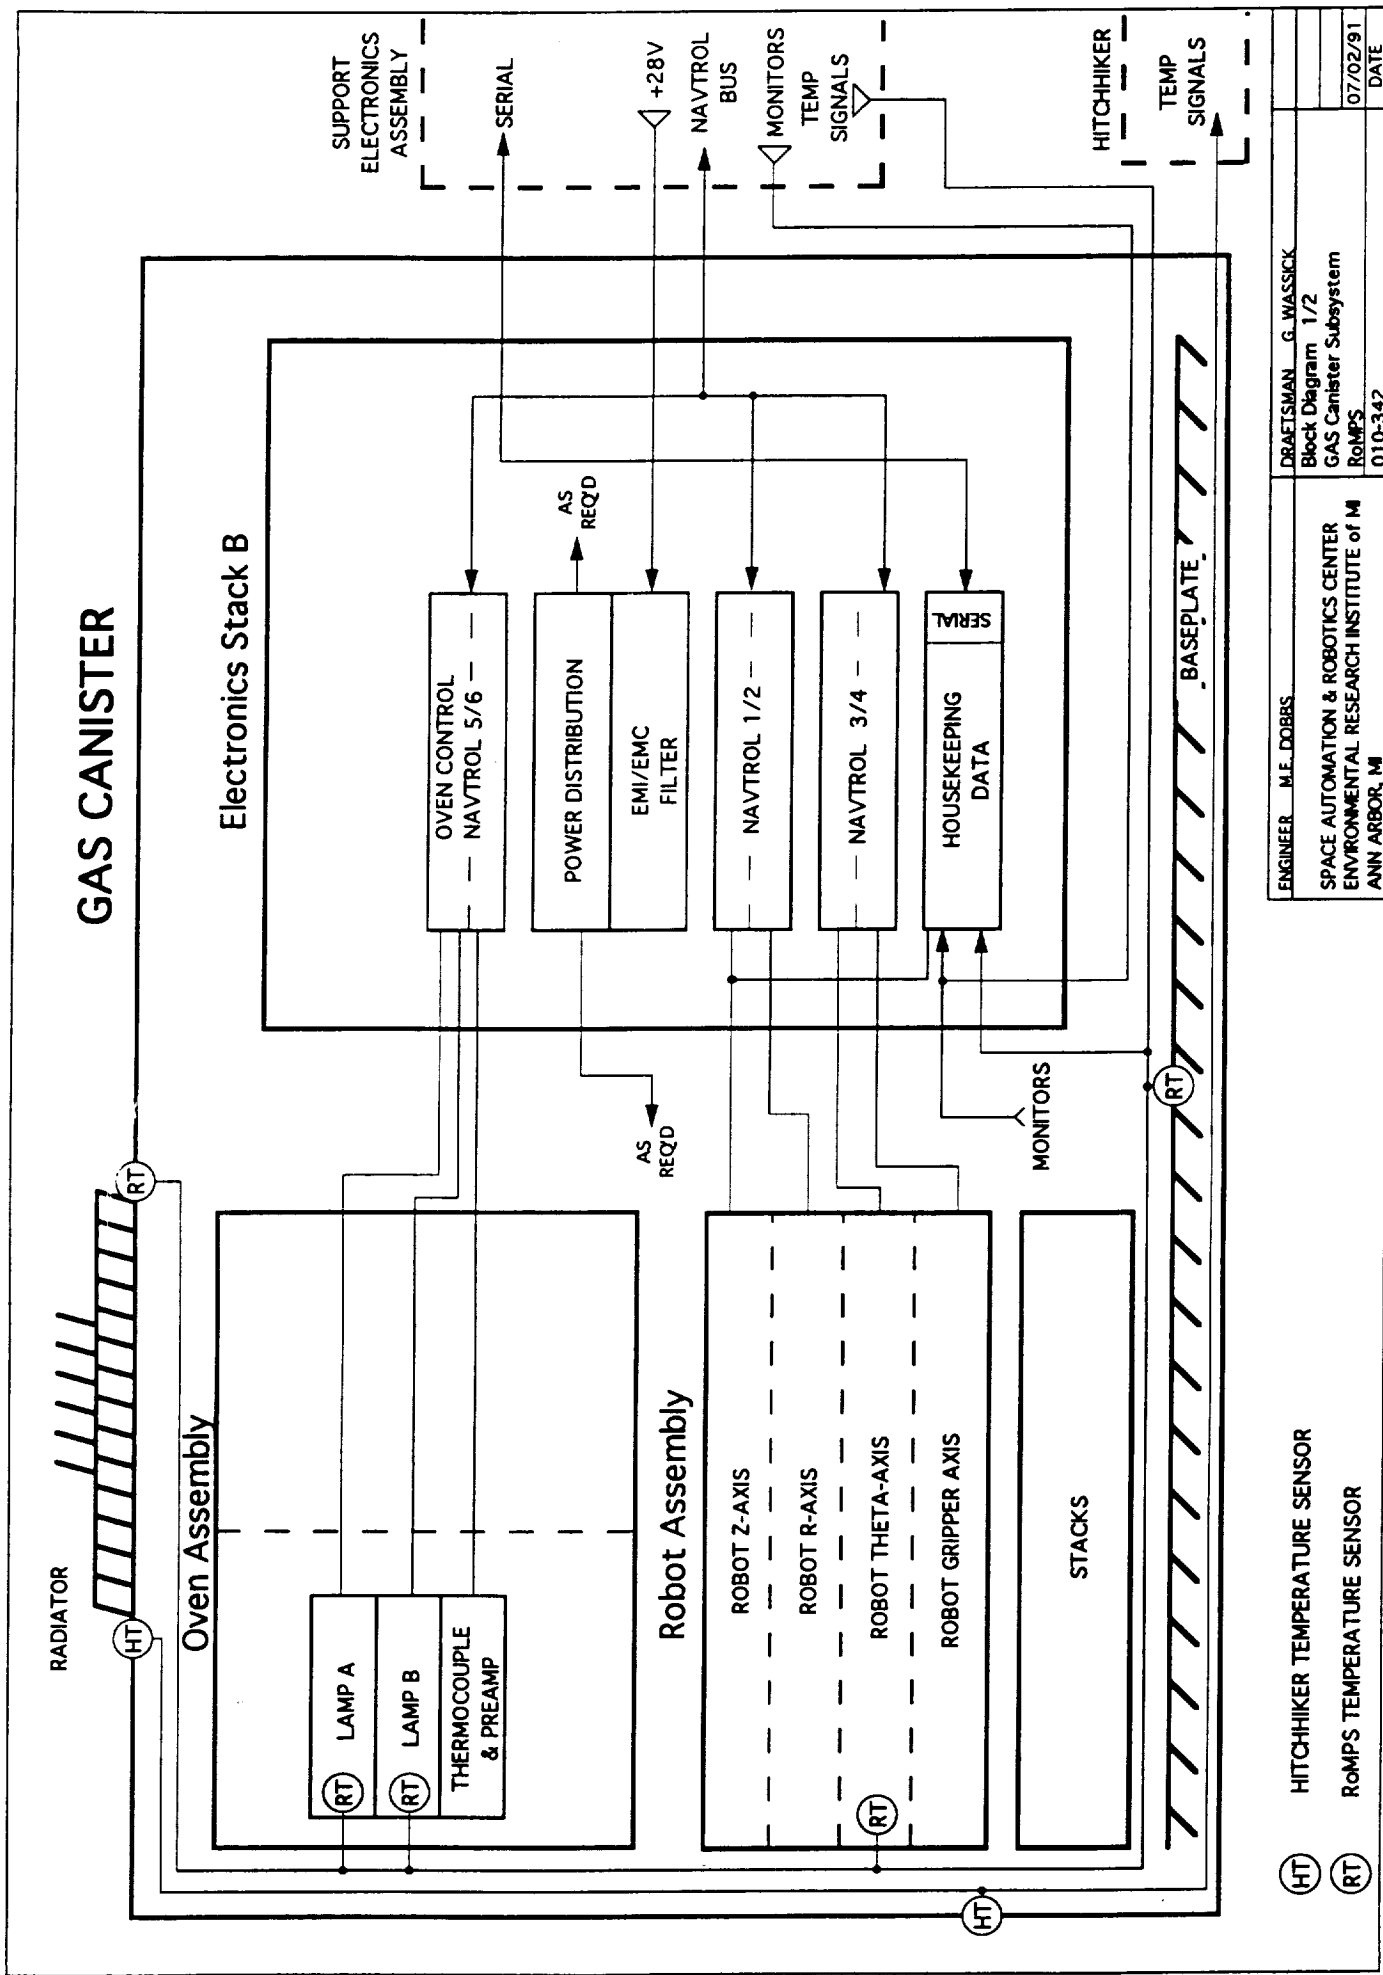 GAS CANISTER
RADIATOR
HT
RT
Oven Assembly
RT
LAMP A
RT
LAMP B
THERMOCOUPLE
& PREAMP
Robot Assembly
ROBOT Z-AXIS
ROBOT R-AXIS
ROBOT THETA-AXIS
RT
ROBOT GRIPPER AXIS
STACKS
HT
Electronics Stack B
OVEN CONTROL
NAVTROL 5/6
POWER DISTRIBUTION
EMI/EMC
FILTER
AS
REQ'D
AS
REQ'D
NAVTROL 1/2
NAVTROL 3/4
HOUSEKEEPING
DATA
SERIAL
MONITORS
RT
BASEPLATE
SUPPORT
ELECTRONICS
ASSEMBLY
SERIAL
+28V
NAVTROL
BUS
MONITORS
TEMP
SIGNALS
HITCHHIKER
TEMP
SIGNALS
HT HITCHHIKER TEMPERATURE SENSOR
RT RoMPS TEMPERATURE SENSOR
ENGINEER M.E. DOBBS
SPACE AUTOMATION & ROBOTICS CENTER
ENVIRONMENTAL RESEARCH INSTITUTE of MI
ANN ARBOR, MI
DRAFTSMAN G. WASSICK
Block Diagram 1/2
GAS Canister Subsystem
RoMPS
010-342
07/02/91
DATE